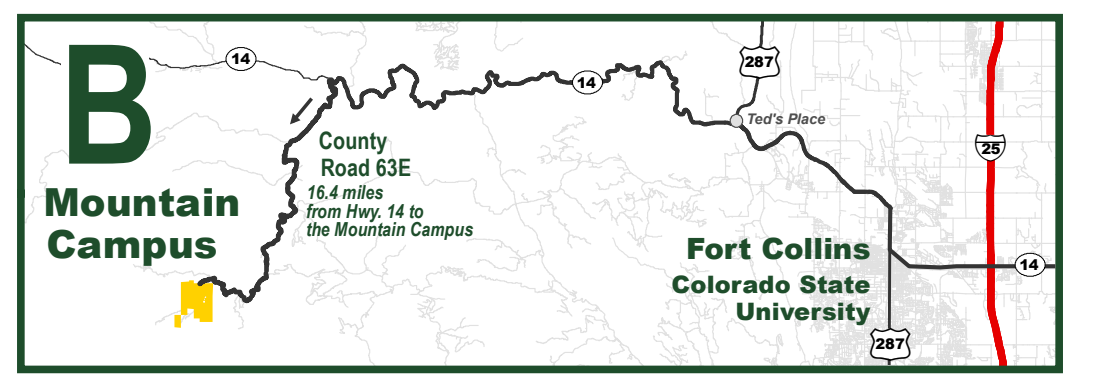 B
Mountain
Campus
14
County
Road 63E
16.4 miles
from Hwy. 14 to
the Mountain Campus
14
287
Ted's Place
25
Fort Collins
Colorado State
University
14
287